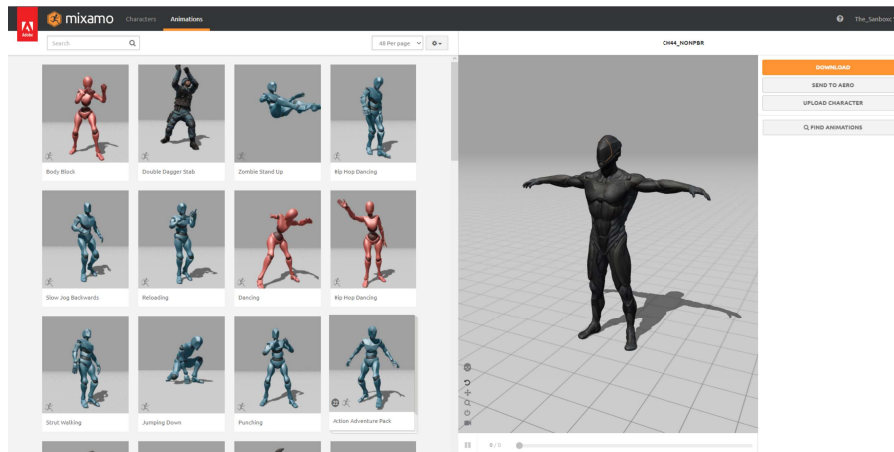 Adobe
mixamo Characters Animations The_Sanbox
Search 48 Per page
CH44_NONPBR
DOWNLOAD
SEND TO AERO
UPLOAD CHARACTER
FIND ANIMATIONS
Body Block Double Dagger Stab Zombie Stand Up Hip Hop Dancing
Slow Jog Backwards Reloading Dancing Hip Hop Dancing
Strut Walking Jumping Down Punching Action Adventure Pack
0 / 0